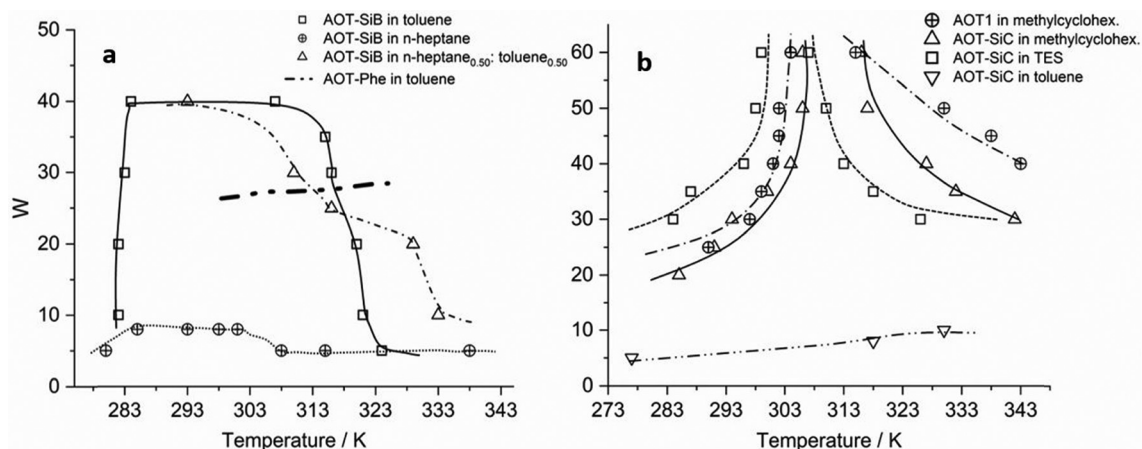 a
AOT-SiB in toluene
AOT-SiB in n-heptane
AOT-SiB in n-heptane0.50: toluene0.50
AOT-Phe in toluene
W
50
40
30
20
10
0
283 293 303 313 323 333 343
Temperature / K
b
AOT1 in methylcyclohex.
AOT-SiC in methylcyclohex.
AOT-SiC in TES
AOT-SiC in toluene
60
50
40
30
20
10
0
273 283 293 303 313 323 333 343
Temperature / K